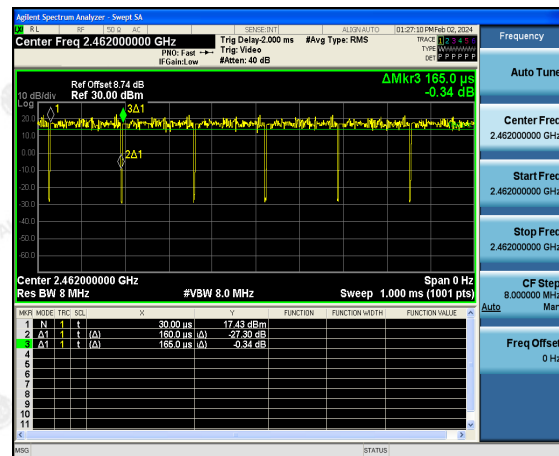 Agilent Spectrum Analyzer - Swept SA
RL RF 50 Ω AC SENSE:INT ALIGNAUTO 01:27:10 PM Feb 02, 2024
Center Freq 2.462000000 GHz
PNO: Fast
IFGain:Low
Trig Delay-2.000 ms
Trig: Video
#Atten: 40 dB
#Avg Type: RMS
TRACE 1 2 3 4 5 6
TYPE WWWWWW
DET P P P P P P
Frequency
Auto Tune
Center Freq
2.462000000 GHz
Start Freq
2.462000000 GHz
Stop Freq
2.462000000 GHz
CF Step
8.000000 MHz
Auto Man
Freq Offset
0 Hz
Ref Offset 8.74 dB
Ref 30.00 dBm
10 dB/div
Log
ΔMkr3 165.0 µs
-0.34 dB
1
3Δ1
2Δ1
20.0
10.0
0.00
-10.0
-20.0
-30.0
-40.0
-50.0
-60.0
Center 2.462000000 GHz Span 0 Hz
Res BW 8 MHz #VBW 8.0 MHz Sweep 1.000 ms (1001 pts)
MKR MODE TRC SCL X Y FUNCTION FUNCTION WIDTH FUNCTION VALUE
1 N 1 t 30.00 µs 17.43 dBm
2 Δ1 1 t (Δ) 160.0 µs (Δ) -27.30 dB
3 Δ1 1 t (Δ) 165.0 µs (Δ) -0.34 dB
4
5
6
7
8
9
10
11
MSG STATUS